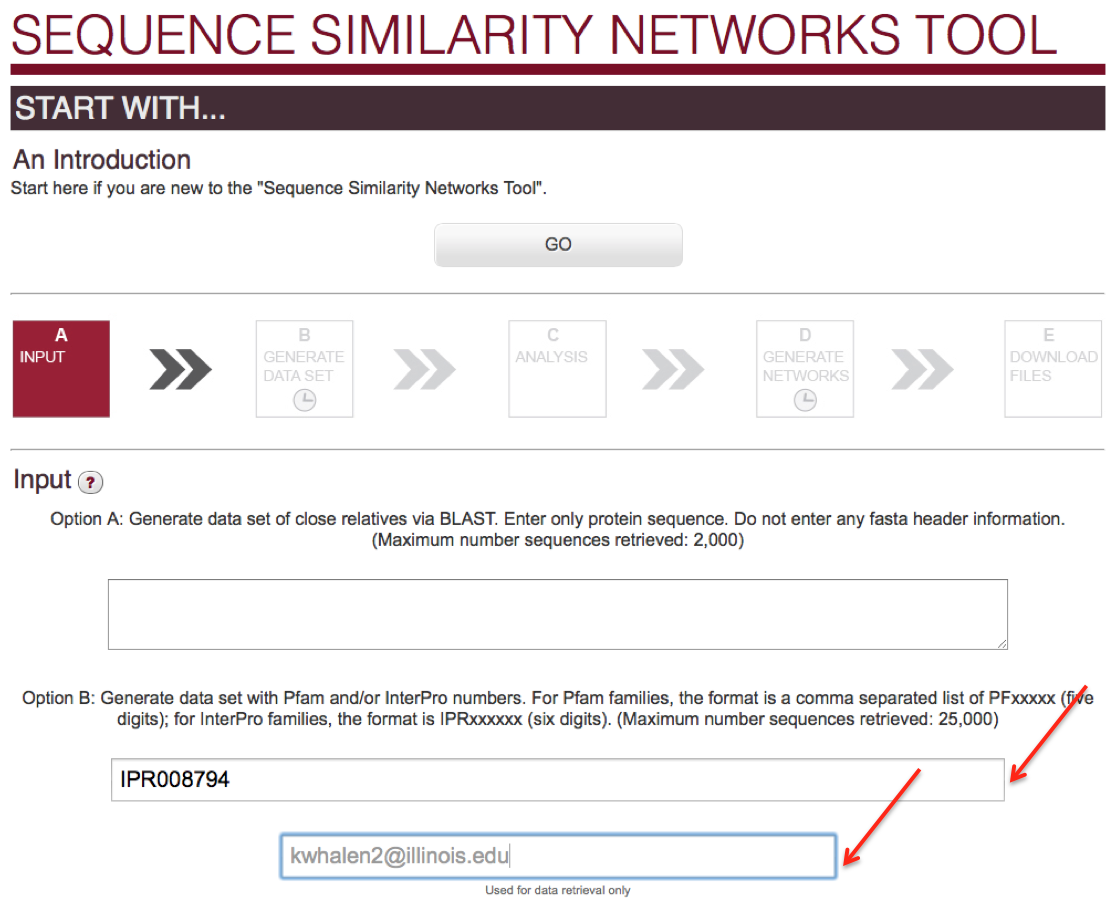 SEQUENCE SIMILARITY NETWORKS TOOL
START WITH...
An Introduction
Start here if you are new to the "Sequence Similarity Networks Tool".
GO
A
INPUT
B
GENERATE
DATA SET
C
ANALYSIS
D
GENERATE
NETWORKS
E
DOWNLOAD
FILES
Input ?
Option A: Generate data set of close relatives via BLAST. Enter only protein sequence. Do not enter any fasta header information.
(Maximum number sequences retrieved: 2,000)
Option B: Generate data set with Pfam and/or InterPro numbers. For Pfam families, the format is a comma separated list of PFxxxxx (five
digits); for InterPro families, the format is IPRxxxxxx (six digits). (Maximum number sequences retrieved: 25,000)
IPR008794
kwhalen2@illinois.edu
Used for data retrieval only